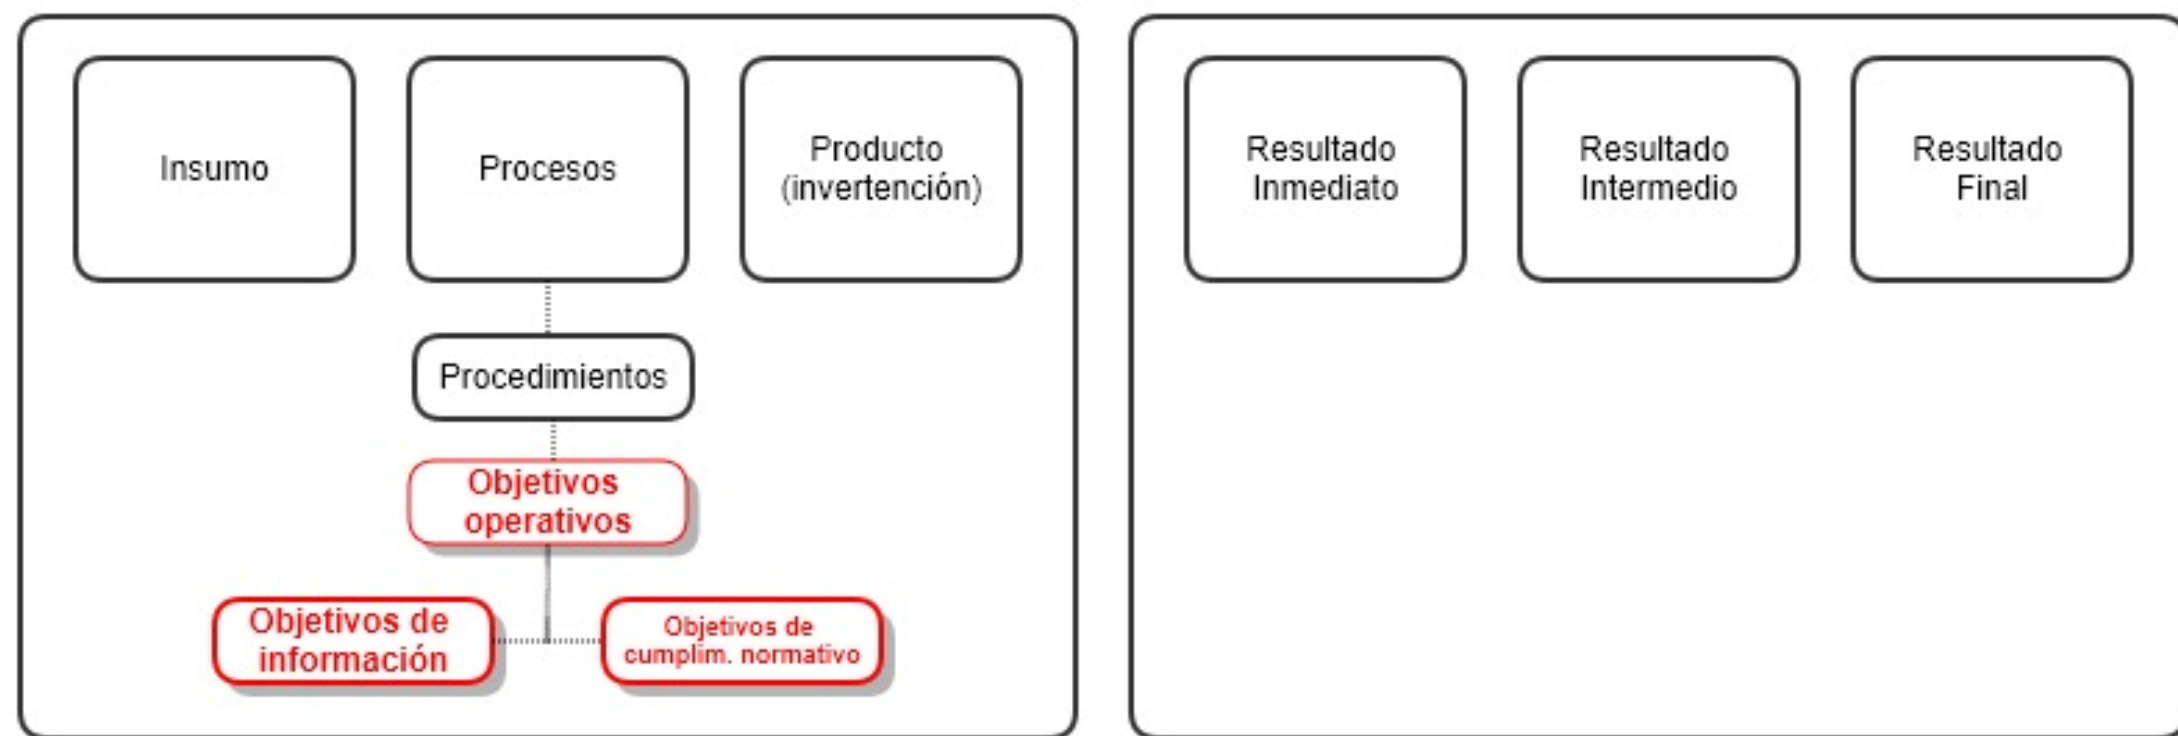 Insumo
Procesos
Producto
(invertención)
Resultado
Inmediato
Resultado
Intermedio
Resultado
Final
Procedimientos
Objetivos
operativos
Objetivos de
información
Objetivos de
cumplim. normativo